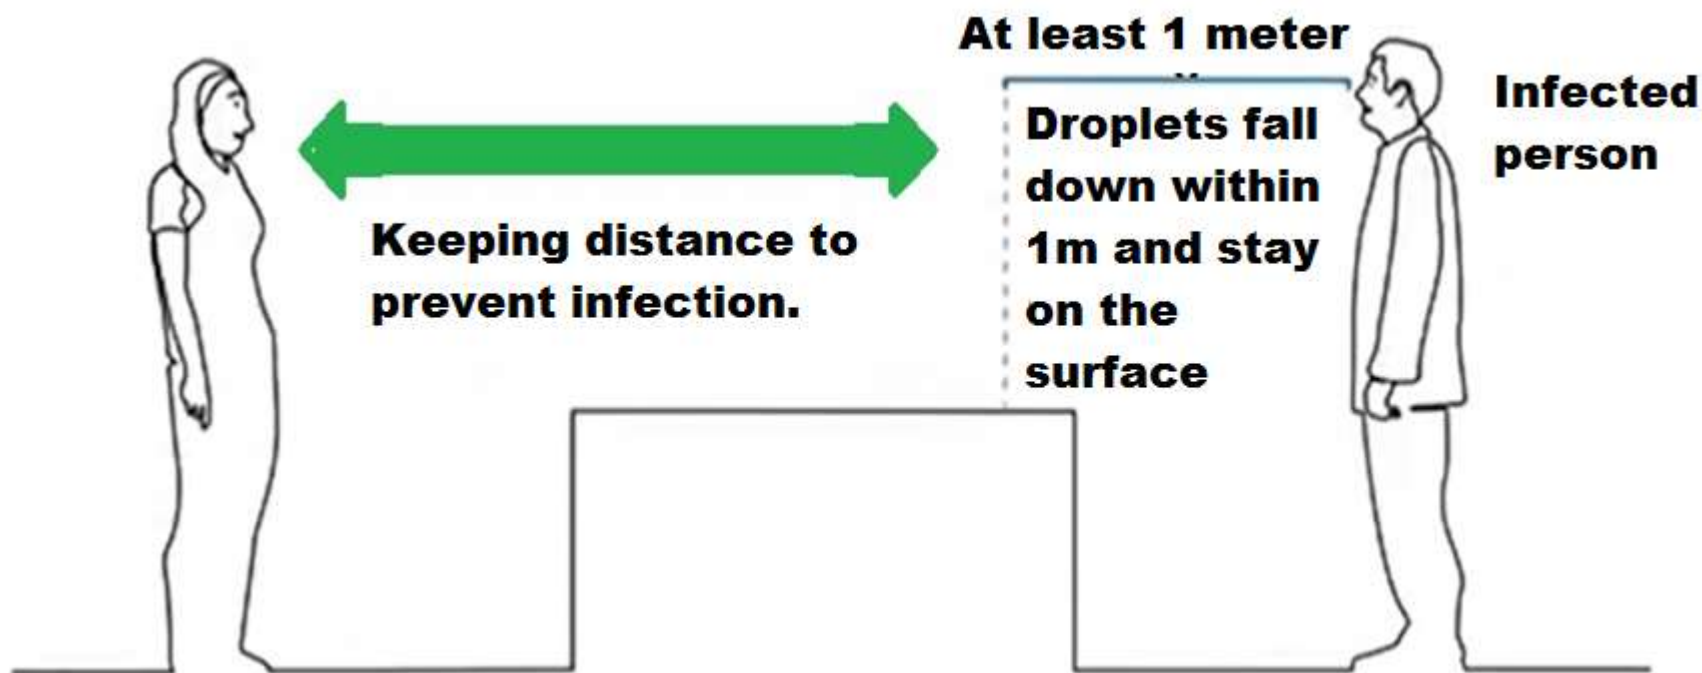 At least 1 meter
Infected
person
Droplets fall
down within
1m and stay
on the
surface
Keeping distance to
prevent infection.